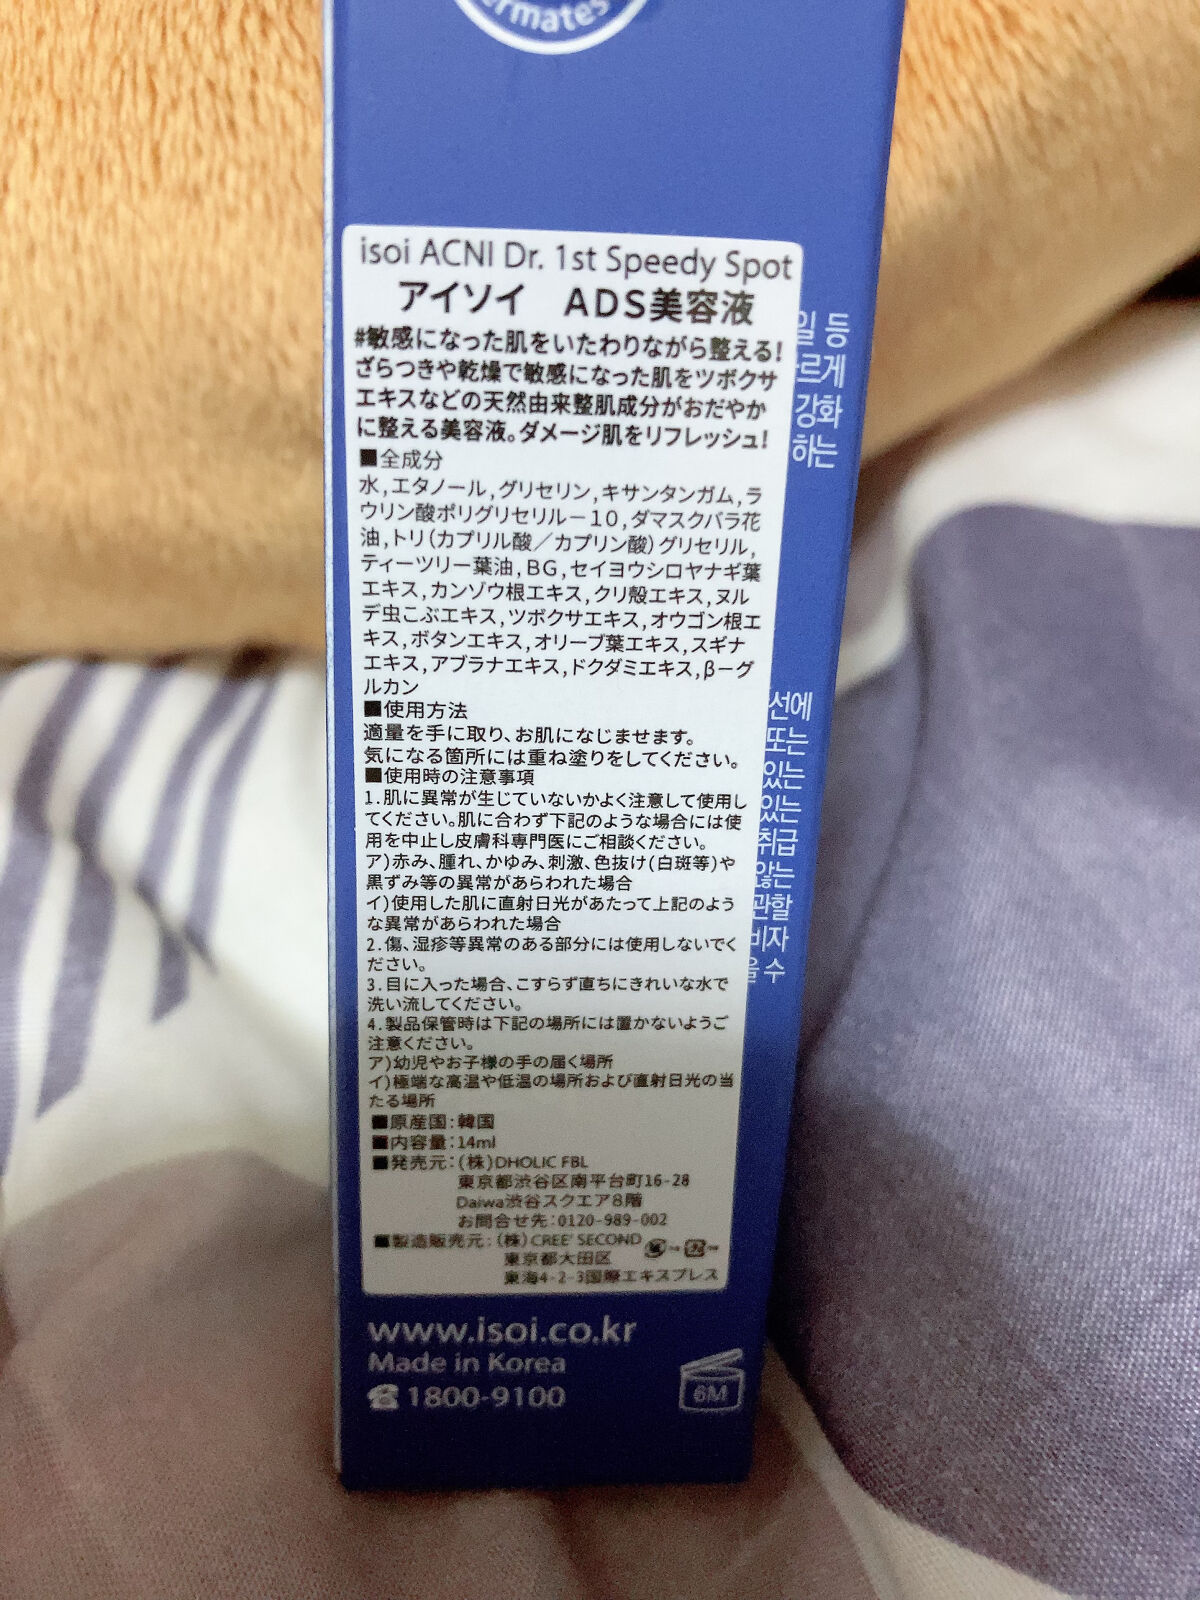 ermates
isoi ACNI Dr. 1st Speedy Spot
アイソイ　ADS美容液
#敏感になった肌をいたわりながら整える!
ざらつきや乾燥で敏感になった肌をツボクサ
エキスなどの天然由来整肌成分がおだやか
に整える美容液。ダメージ肌をリフレッシュ!
■全成分
水,エタノール,グリセリン,キサンタンガム,ラ
ウリン酸ポリグリセリル－10,ダマスクバラ花
油,トリ(カプリル酸／カプリン酸)グリセリル,
ティーツリー葉油,BG,セイヨウシロヤナギ葉
エキス,カンゾウ根エキス,クリ殻エキス,ヌル
デ虫こぶエキス,ツボクサエキス,オウゴン根エ
キス,ボタンエキス,オリーブ葉エキス,スギナ
エキス,アブラナエキス,ドクダミエキス,β－グ
ルカン
■使用方法
適量を手に取り、お肌になじませます。
気になる箇所には重ね塗りをしてください。
■使用時の注意事項
1.肌に異常が生じていないかよく注意して使用し
てください。肌に合わず下記のような場合には使
用を中止し皮膚科専門医にご相談ください。
ア)赤み、腫れ、かゆみ、刺激、色抜け(白斑等)や
黒ずみ等の異常があらわれた場合
イ)使用した肌に直射日光があたって上記のよう
な異常があらわれた場合
2.傷、湿疹等異常のある部分には使用しないでく
ださい。
3.目に入った場合、こすらず直ちにきれいな水で
洗い流してください。
4.製品保管時は下記の場所には置かないようご
注意ください。
ア)幼児やお子様の手の届く場所
イ)極端な高温や低温の場所および直射日光の当
たる場所
■原産国:韓国
■内容量:14ml
■発売元:(株)DHOLIC FBL
東京都渋谷区南平台町16-28
Daiwa渋谷スクエア8階
お問合せ先:0120-989-002
■製造販売元:(株)CREE' SECOND
東京都大田区
東海4-2-3国際エキスプレス
www.isoi.co.kr
Made in Korea
1800-9100
6M
일 등
르게
강화
하는
선에
또는
있는
있는
취급
않는
관할
비자
을 수